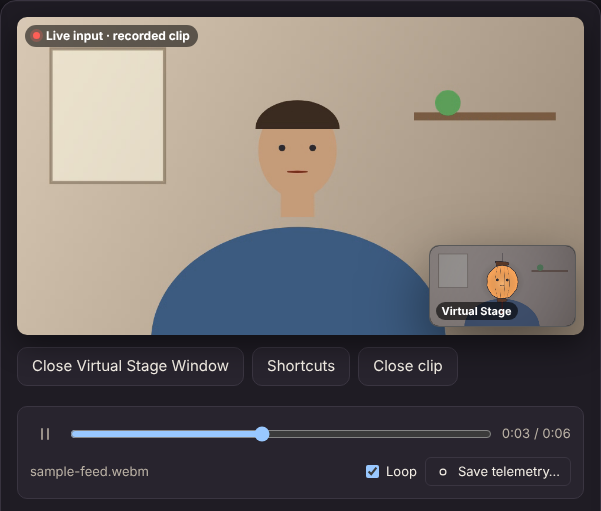 Live input · recorded clip
Virtual Stage
Close Virtual Stage Window
Shortcuts
Close clip
0:03 / 0:06
sample-feed.webm
Loop
Save telemetry...